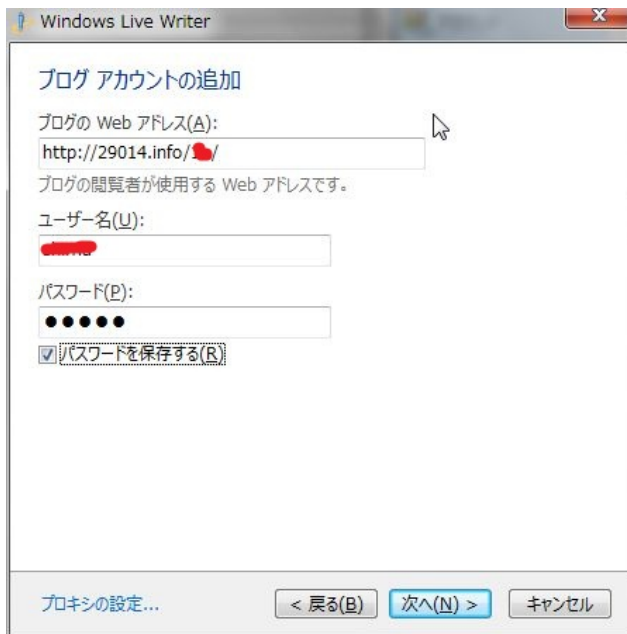 Windows Live Writer
ブログ アカウントの追加
ブログの Web アドレス(A):
http://29014.info/
ブログの閲覧者が使用する Web アドレスです。
ユーザー名(U):
パスワード(P):
●●●●●
パスワードを保存する(R)
プロキシの設定...
< 戻る(B)
次へ(N) >
キャンセル